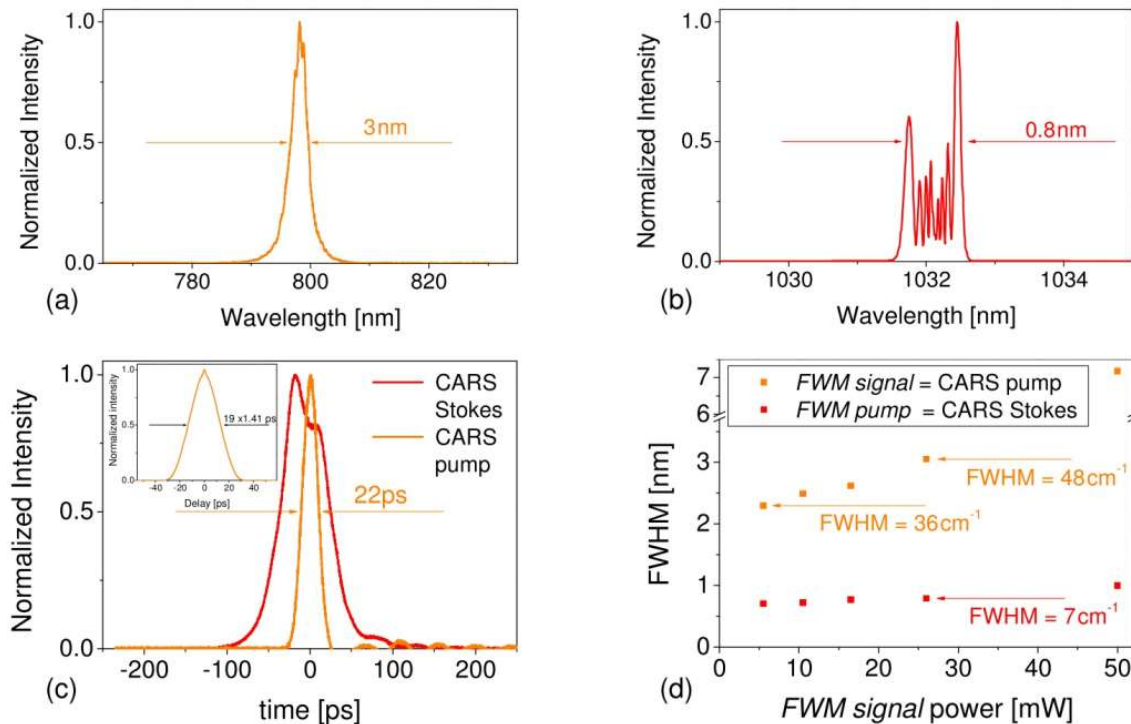 1.0
Normalized Intensity
0.5
3nm
0.0
780
800
820
(a)
Wavelength [nm]
1.0
Normalized Intensity
0.5
0.8nm
0.0
1030
1032
1034
(b)
Wavelength [nm]
1.0
Normalized Intensity
0.5
0.0
CARS
Stokes
CARS
pump
22ps
1.0
Normalized intensity
0.5
0.0
19 x1.41 ps
-40
-20
0
20
40
Delay [ps]
-200
-100
0
100
200
(c)
time [ps]
7
6
3
2
1
0
FWHM [nm]
FWM signal = CARS pump
FWM pump = CARS Stokes
FWHM = 48cm⁻¹
FWHM = 36cm⁻¹
FWHM = 7cm⁻¹
0
10
20
30
40
50
(d)
FWM signal power [mW]